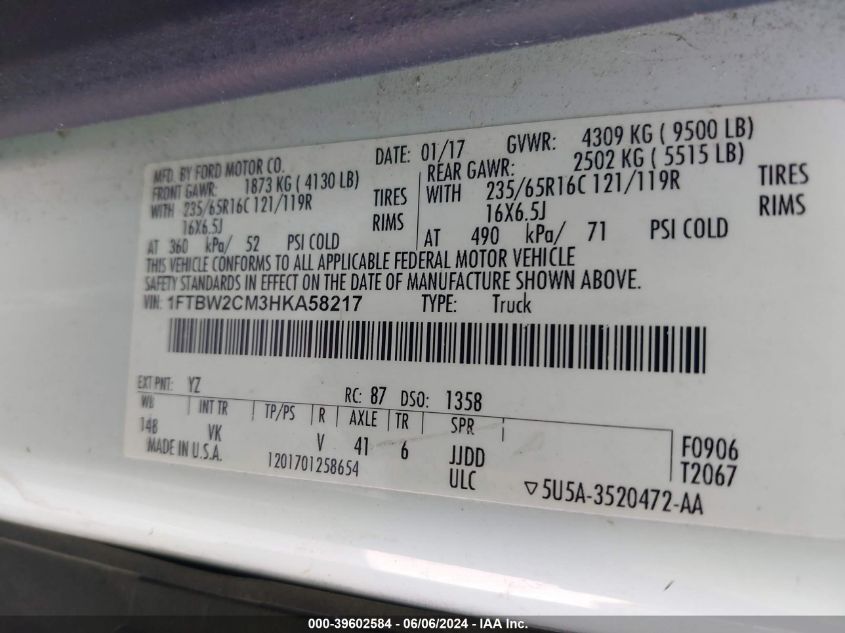 MFD. BY FORD MOTOR CO. DATE: 01/17 GVWR: 4309 KG ( 9500 LB)
FRONT GAWR: 1873 KG ( 4130 LB) REAR GAWR: 2502 KG ( 5515 LB)
WITH 235/65R16C 121/119R TIRES WITH 235/65R16C 121/119R TIRES
16X6.5J RIMS 16X6.5J RIMS
AT 360 kPa/ 52 PSI COLD AT 490 kPa/ 71 PSI COLD
THIS VEHICLE CONFORMS TO ALL APPLICABLE FEDERAL MOTOR VEHICLE
SAFETY STANDARDS IN EFFECT ON THE DATE OF MANUFACTURE SHOWN ABOVE.
VIN: 1FTBW2CM3HKA58217 TYPE: Truck
EXT PNT: YZ RC: 87 DSO: 1358
WB INT TR TP/PS R AXLE TR SPR
148 VK V 41 6 JJDD F0906
MADE IN U.S.A. 1201701258654 ULC T2067
5U5A-3520472-AA
000-39602584 - 06/06/2024 - IAA Inc.